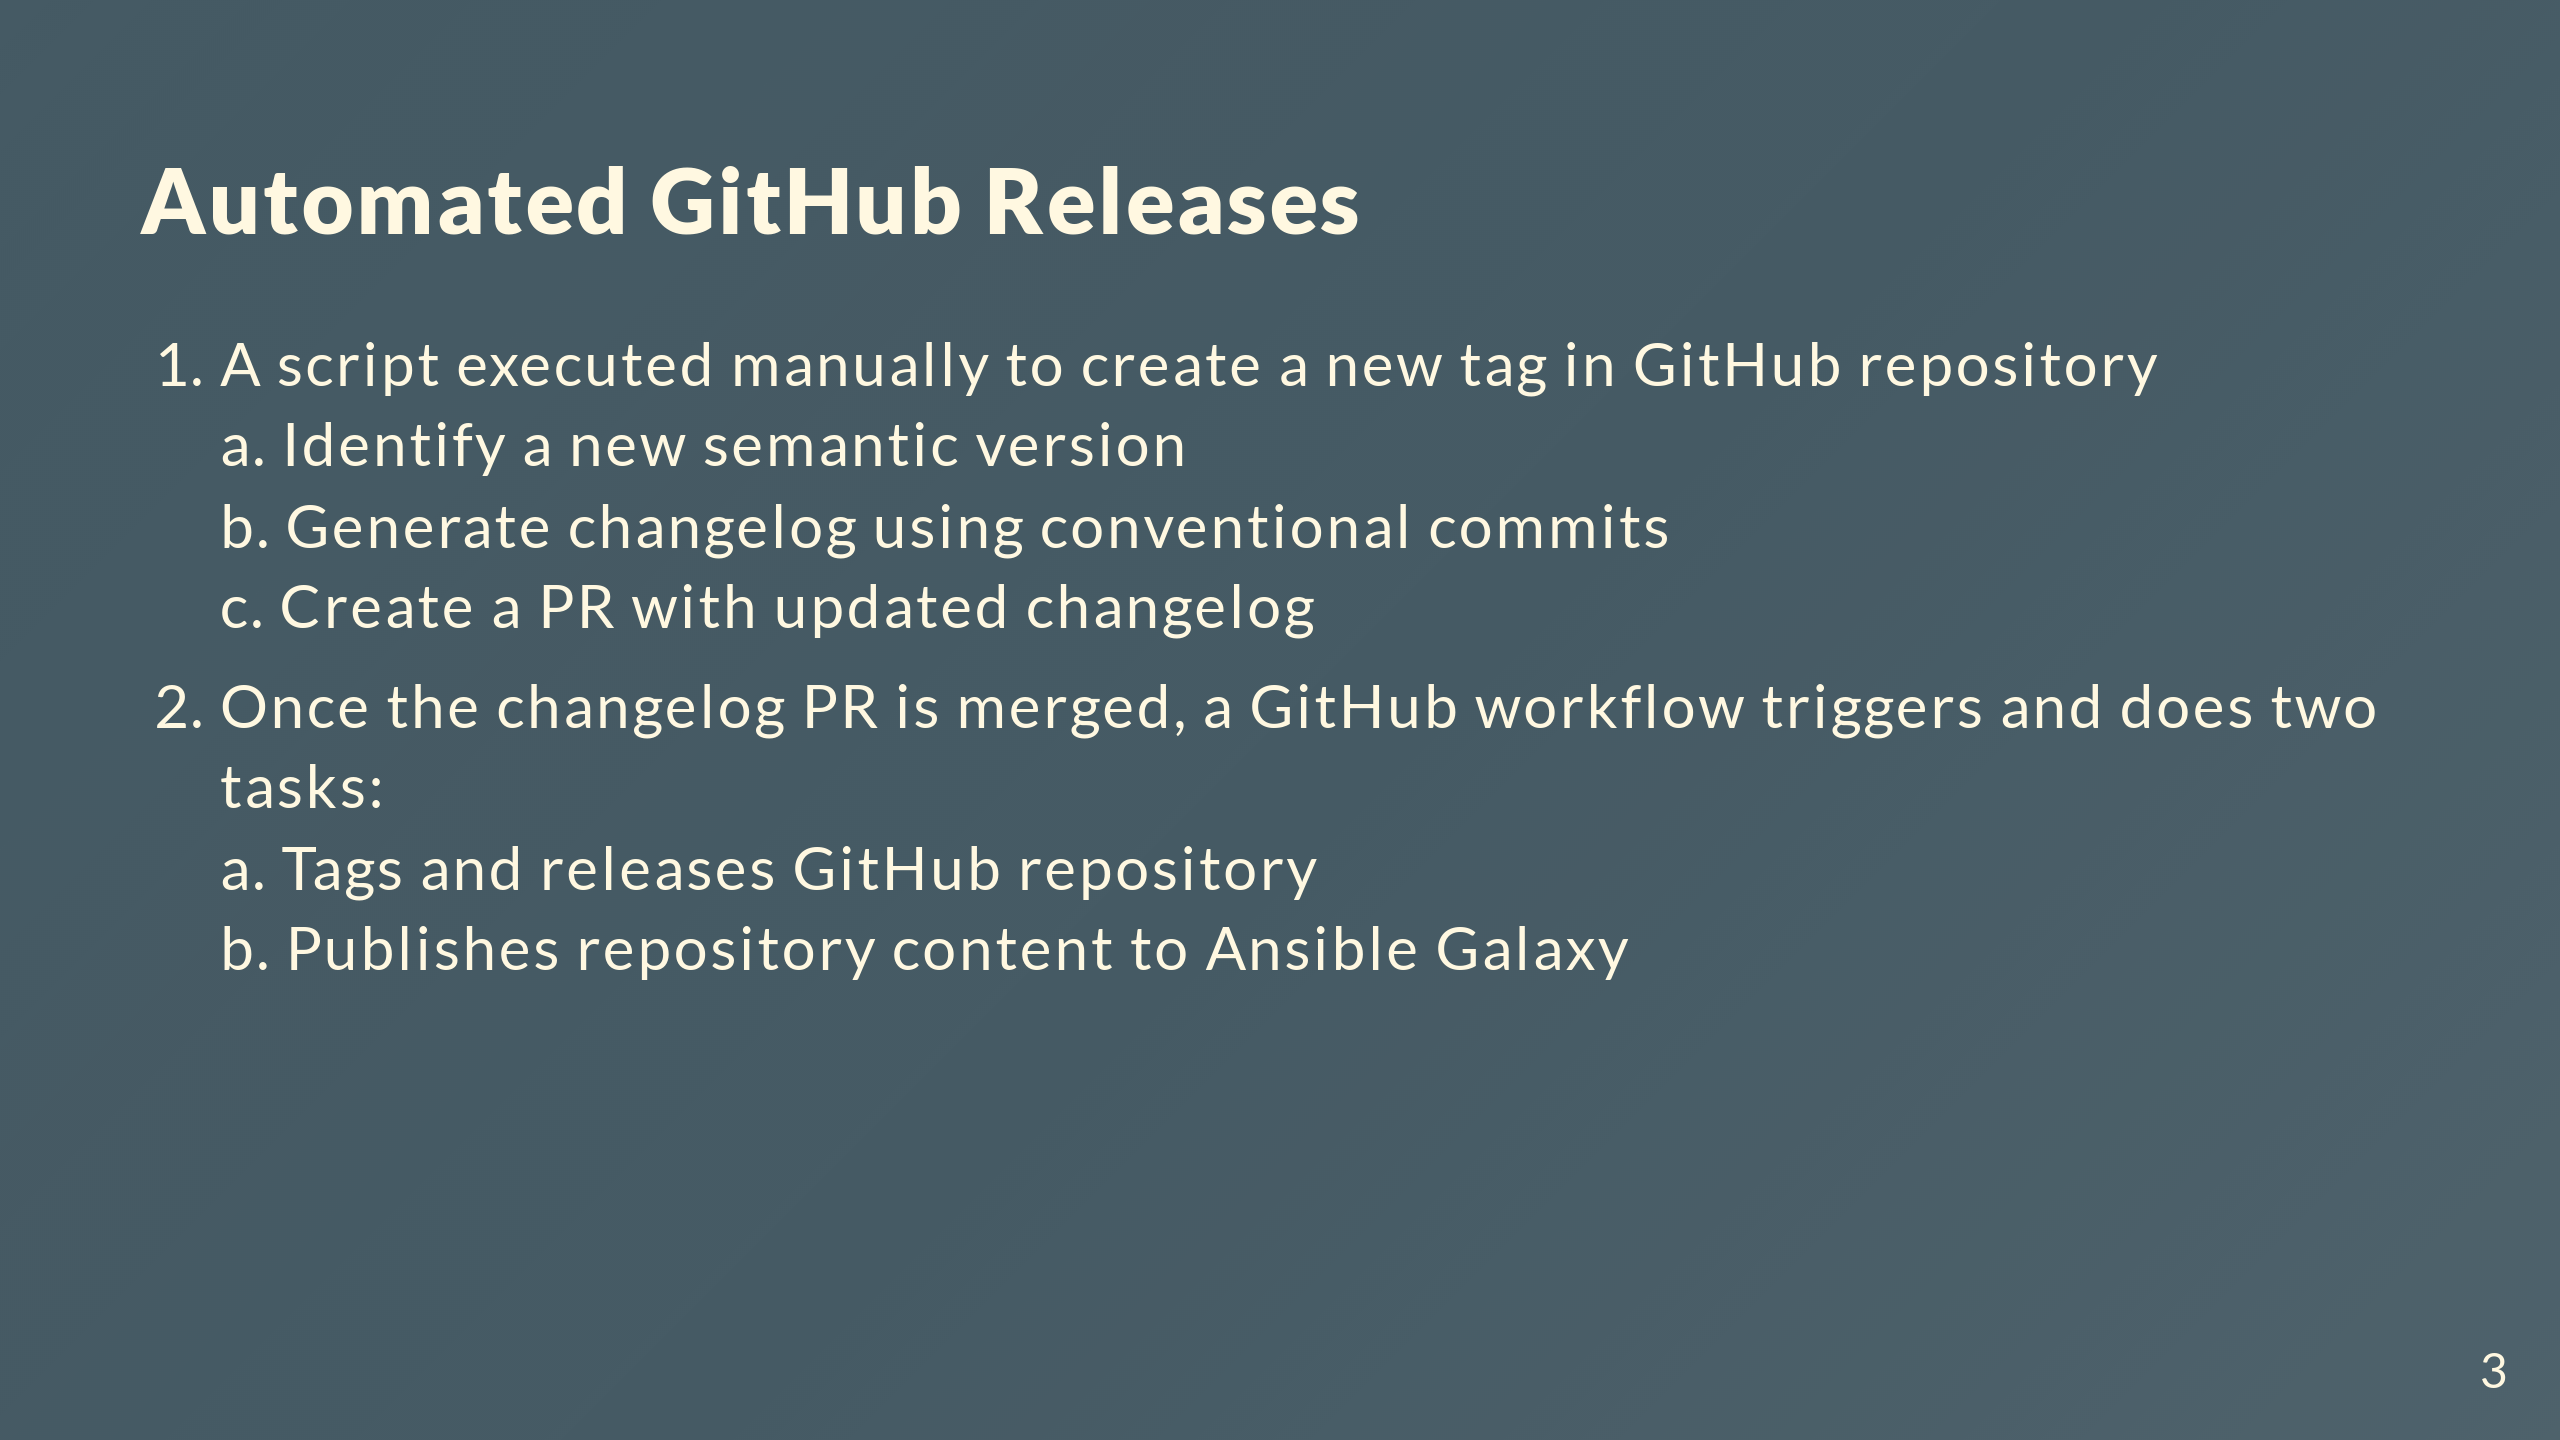 Automated GitHub Releases
1. A script executed manually to create a new tag in GitHub repository
a. Identify a new semantic version
b. Generate changelog using conventional commits
c. Create a PR with updated changelog
2. Once the changelog PR is merged, a GitHub workflow triggers and does two
tasks:
a. Tags and releases GitHub repository
b. Publishes repository content to Ansible Galaxy
3